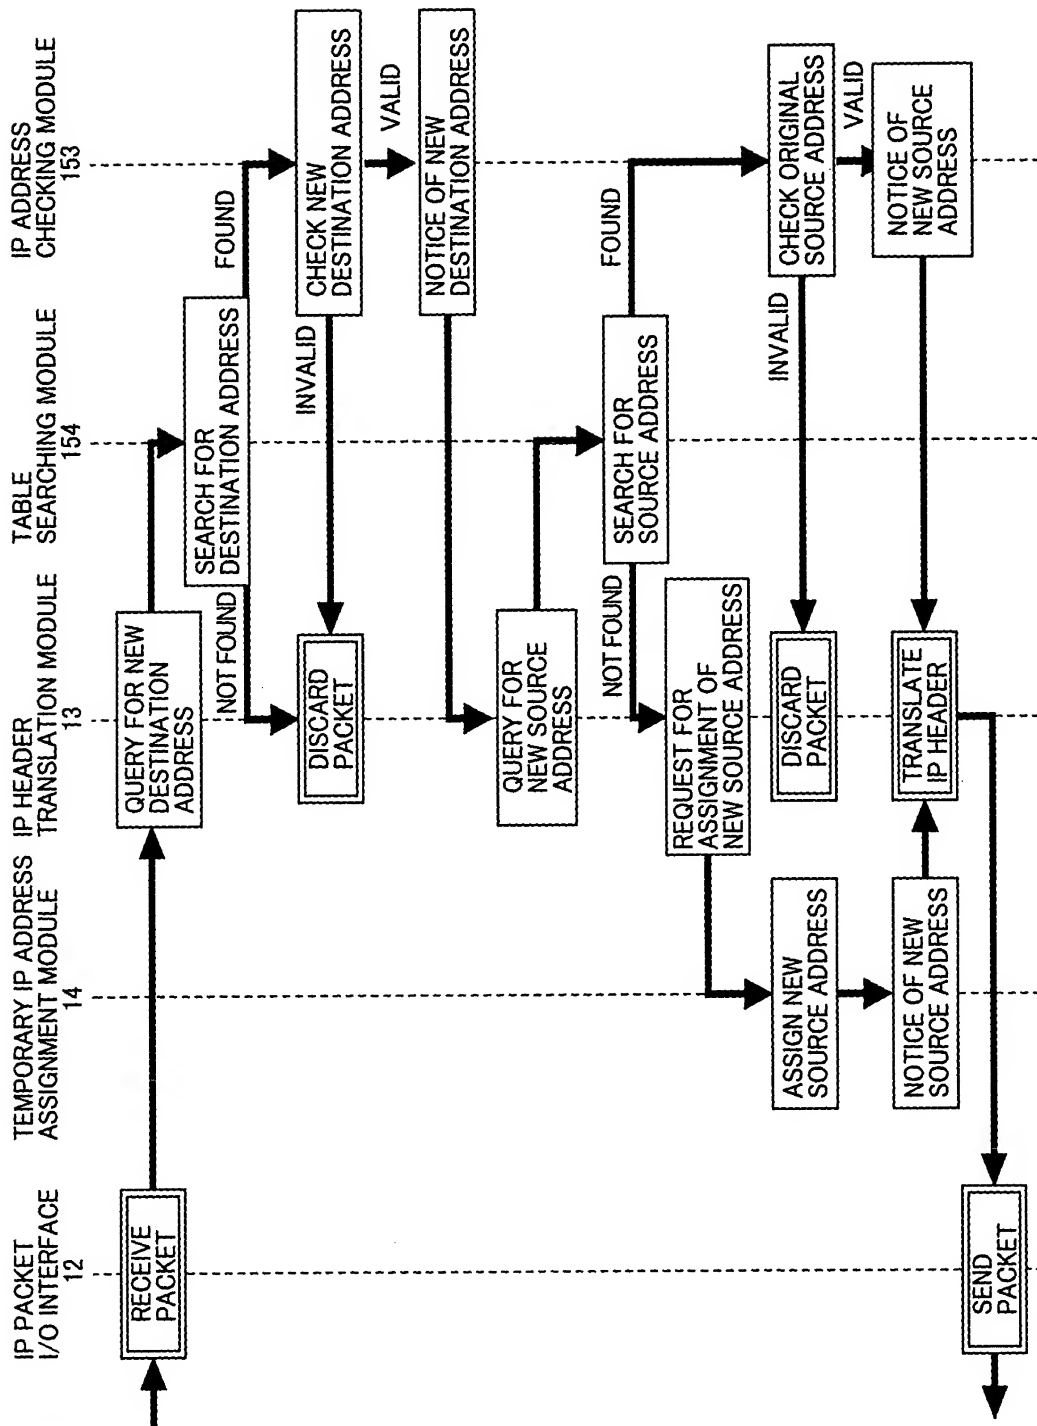 IP PACKET
I/O INTERFACE
12
TEMPORARY IP ADDRESS
ASSIGNMENT MODULE
14
IP HEADER
TRANSLATION MODULE
13
TABLE
SEARCHING MODULE
154
IP ADDRESS
CHECKING MODULE
153
RECEIVE
PACKET
QUERY FOR NEW
DESTINATION
ADDRESS
SEARCH FOR
DESTINATION ADDRESS
NOT FOUND
FOUND
DISCARD
PACKET
INVALID
CHECK NEW
DESTINATION ADDRESS
VALID
NOTICE OF NEW
DESTINATION ADDRESS
QUERY FOR
NEW SOURCE
ADDRESS
SEARCH FOR
SOURCE ADDRESS
NOT FOUND
FOUND
REQUEST FOR
ASSIGNMENT OF
NEW SOURCE ADDRESS
ASSIGN NEW
SOURCE ADDRESS
DISCARD
PACKET
INVALID
CHECK ORIGINAL
SOURCE ADDRESS
VALID
NOTICE OF NEW
SOURCE ADDRESS
TRANSLATE
IP HEADER
NOTICE OF
NEW SOURCE
ADDRESS
SEND
PACKET